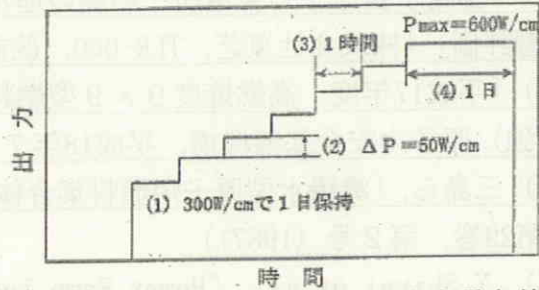 (3) 1時間
Pmax=600W/cm
(4) 1日
(2) ΔP=50W/cm
(1) 300W/cmで1日保持
出力
時間